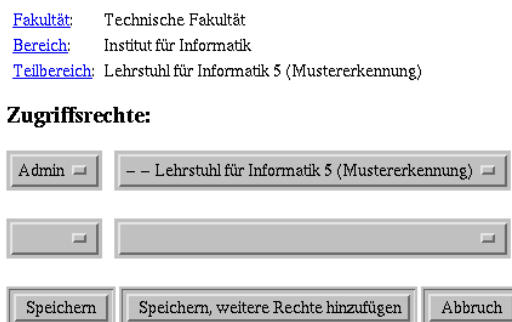 Fakultät: Technische Fakultät
Bereich: Institut für Informatik
Teilbereich: Lehrstuhl für Informatik 5 (Mustererkennung)
Zugriffsrechte:
Admin – – Lehrstuhl für Informatik 5 (Mustererkennung)
Speichern Speichern, weitere Rechte hinzufügen Abbruch